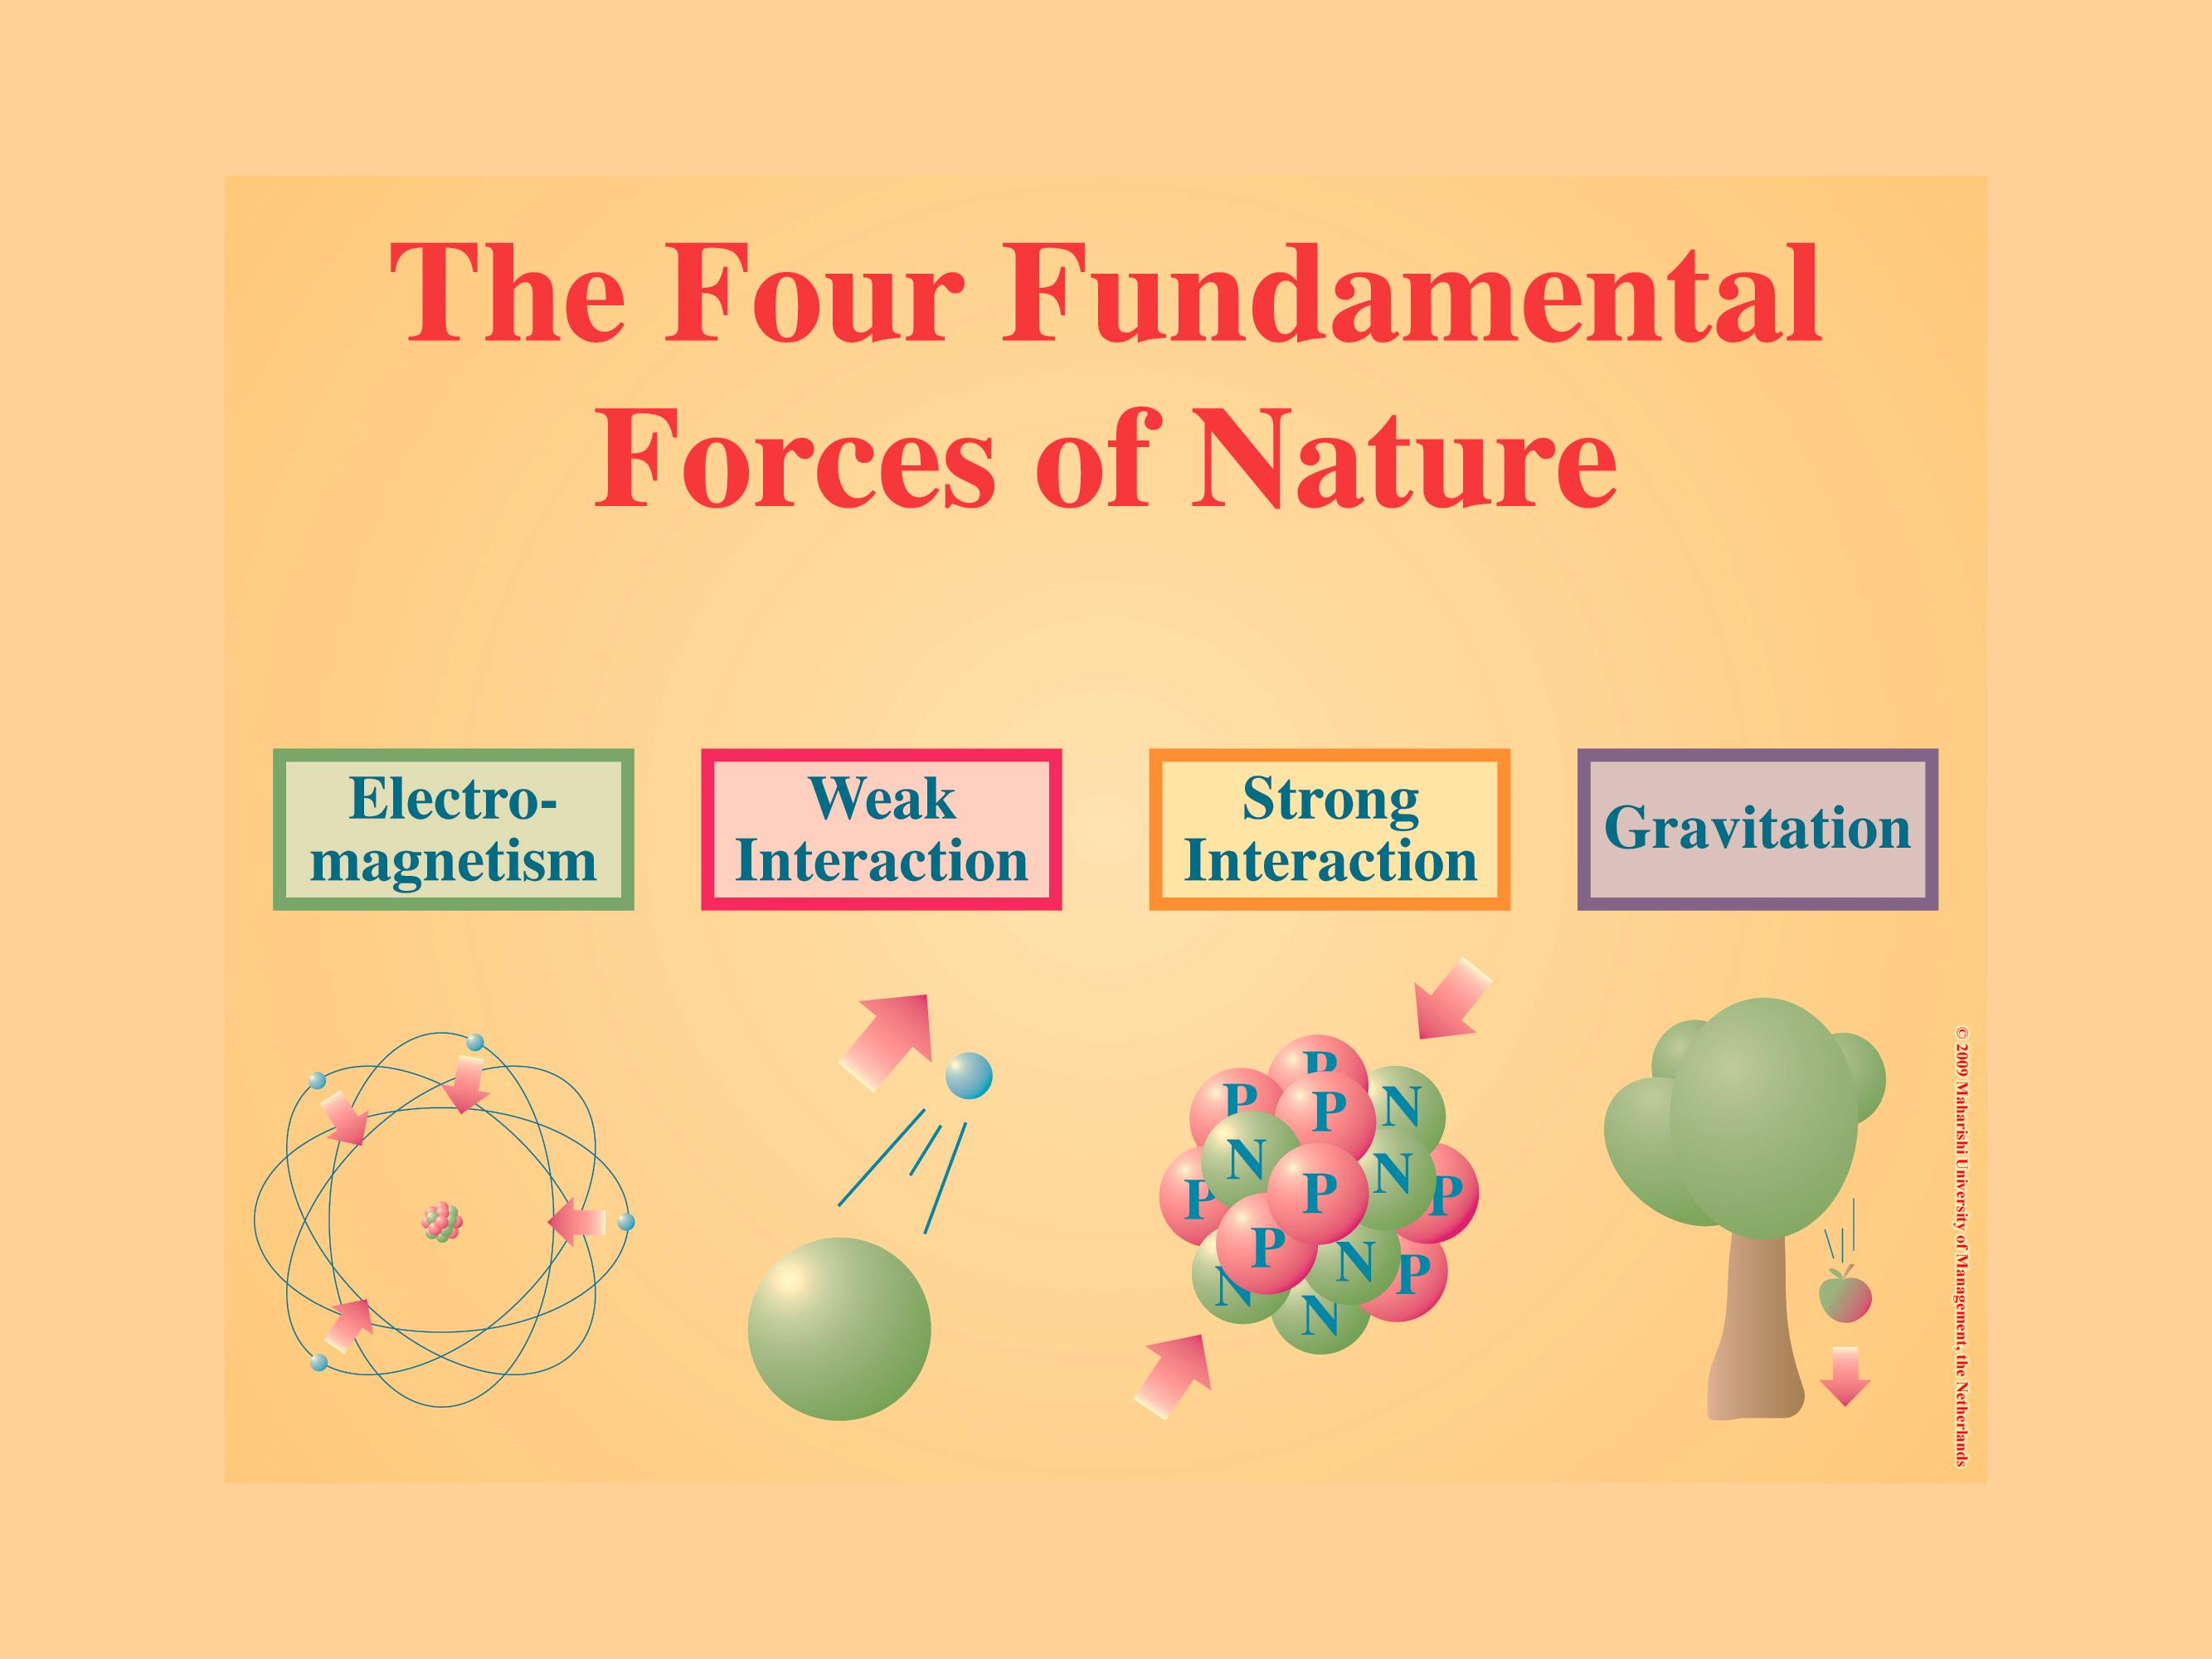 The Four Fundamental
Forces of Nature
Electro-
magnetism
Weak
Interaction
Strong
Interaction
Gravitation
P
P
P
N
N
N
P
P
P
P
N
P
N
N
P
© 2009 Maharishi University of Management, the Netherlands